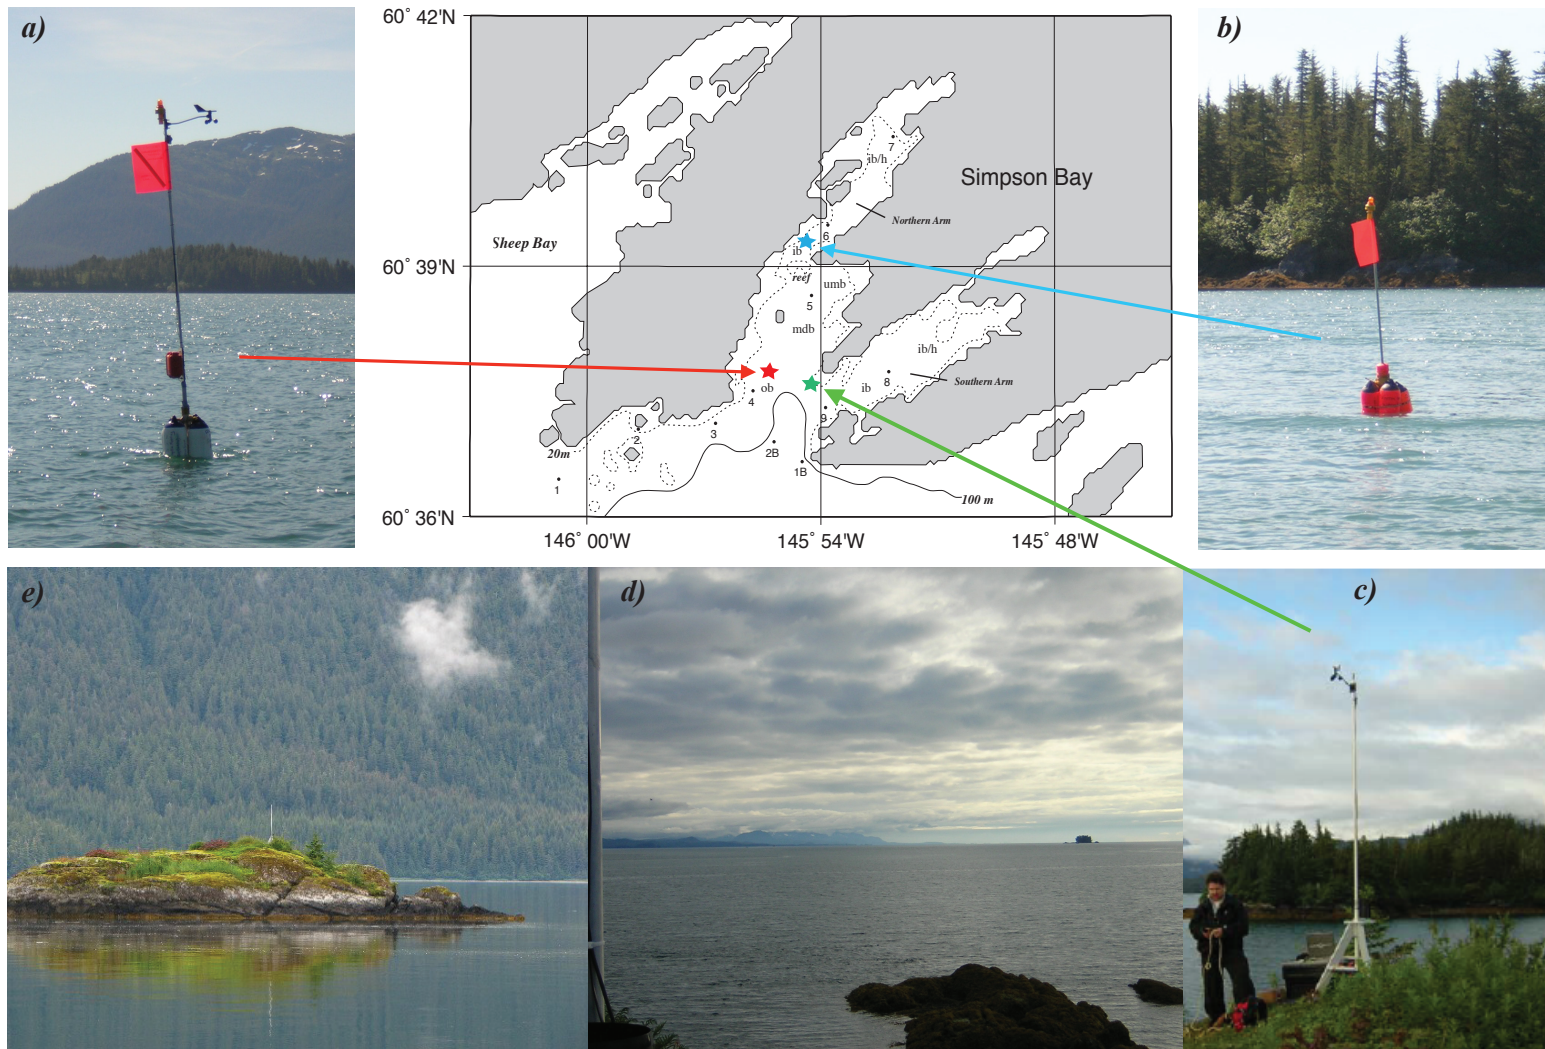 a)
60° 42'N
b)
7
ib/h
Simpson Bay
Northern Arm
6
Sheep Bay
ib
60° 39'N
reef
umb
5
mdb
ib/h
ob
ib
8
Southern Arm
4
9
3
2
20m
2B
1B
1
100 m
60° 36'N
146° 00'W
145° 54'W
145° 48'W
e)
d)
c)